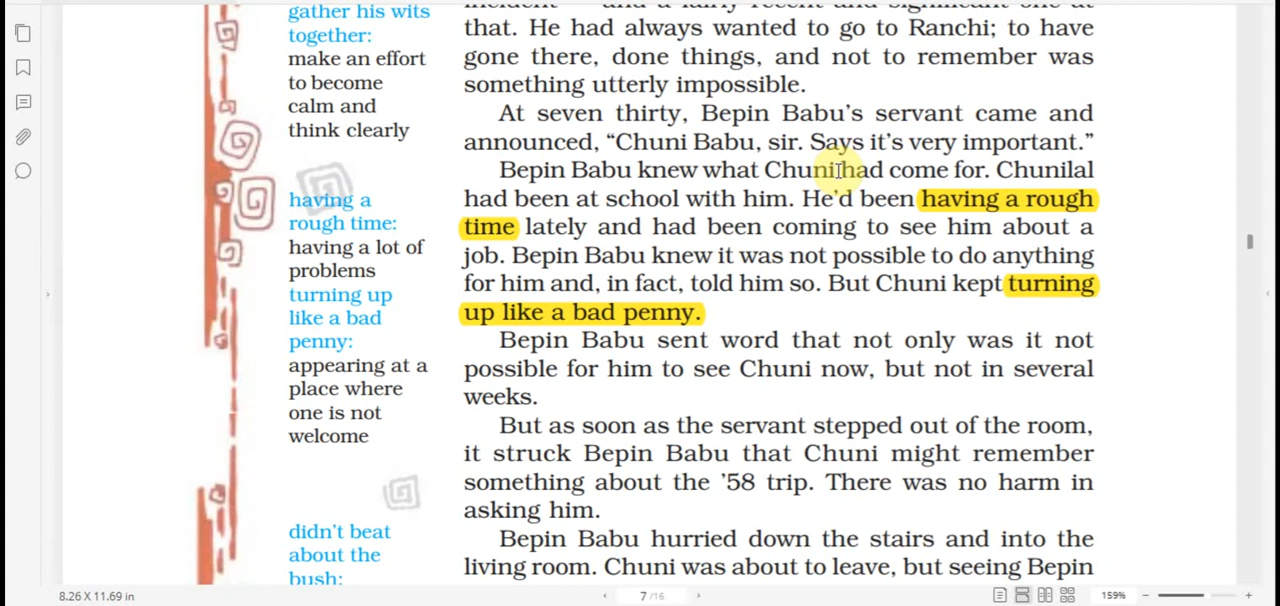 gather his wits
together:
make an effort
to become
calm and
think clearly
having a
rough time:
having a lot of
problems
turning up
like a bad
penny:
appearing at a
place where
one is not
welcome
didn't beat
about the
bush:
incident — and a fairly recent and significant one at
that. He had always wanted to go to Ranchi; to have
gone there, done things, and not to remember was
something utterly impossible.
At seven thirty, Bepin Babu's servant came and
announced, “Chuni Babu, sir. Says it's very important.”
Bepin Babu knew what Chuni had come for. Chunilal
had been at school with him. He'd been having a rough
time lately and had been coming to see him about a
job. Bepin Babu knew it was not possible to do anything
for him and, in fact, told him so. But Chuni kept turning
up like a bad penny.
Bepin Babu sent word that not only was it not
possible for him to see Chuni now, but not in several
weeks.
But as soon as the servant stepped out of the room,
it struck Bepin Babu that Chuni might remember
something about the ’58 trip. There was no harm in
asking him.
Bepin Babu hurried down the stairs and into the
living room. Chuni was about to leave, but seeing Bepin
8.26 X 11.69 in
7 /16
159%